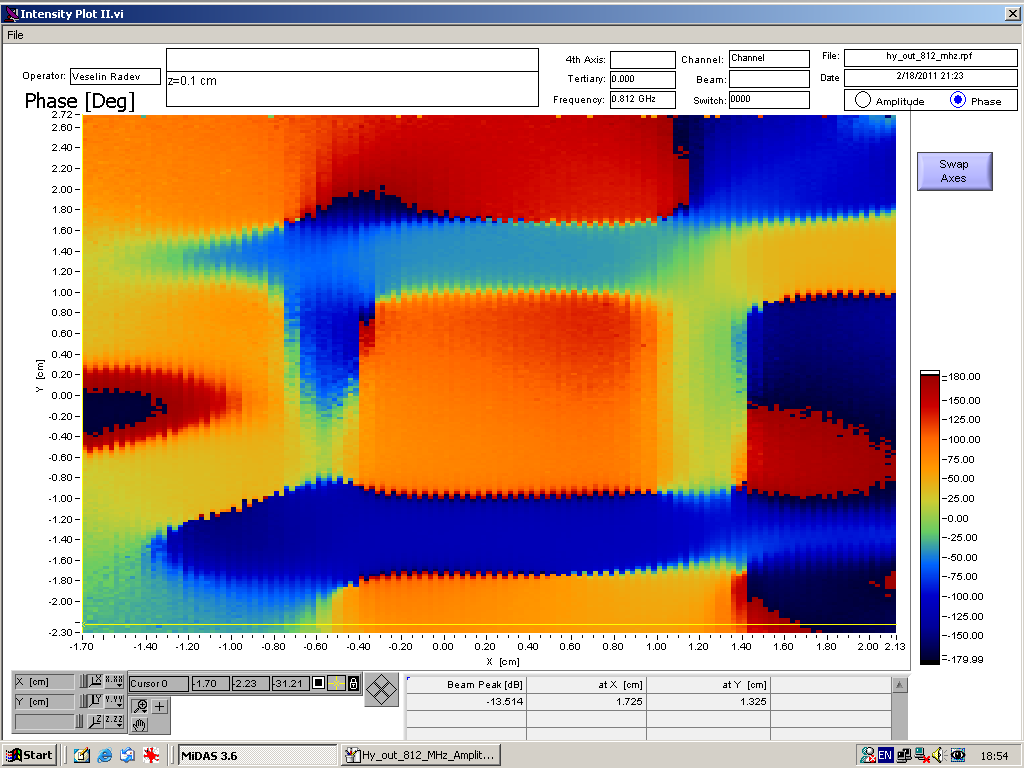 Intensity Plot II.vi
File
Operator: Veselin Radev
z=0.1 cm
4th Axis:
Tertiary: 0.000
Frequency: 0.812 GHz
Channel: Channel
Beam:
Switch: 0000
File: hy_out_812_mhz.rpf
Date 2/18/2011 21:23
Amplitude Phase
Phase [Deg]
Swap
Axes
2.72
2.60
2.40
2.20
2.00
1.80
1.60
1.40
1.20
1.00
0.80
0.60
0.40
0.20
0.00
-0.20
-0.40
-0.60
-0.80
-1.00
-1.20
-1.40
-1.60
-1.80
-2.00
-2.30
Y [cm]
-1.70 -1.40 -1.20 -1.00 -0.80 -0.60 -0.40 -0.20 0.00 0.20 0.40 0.60 0.80 1.00 1.20 1.40 1.60 1.80 2.13
X [cm]
180.00
150.00
125.00
100.00
75.00
50.00
25.00
0.00
-25.00
-50.00
-75.00
-100.00
-125.00
-150.00
-179.99
X [cm] X X.XX
Y [cm] Y Y.YY
Z Z.ZZ
Cursor 0 -1.70 -2.23 -31.21
Beam Peak [dB] at X [cm] at Y [cm]
-13.514 1.725 1.325
Start MiDAS 3.6 Hy_out_812_MHz_Amplit... EN 18:54